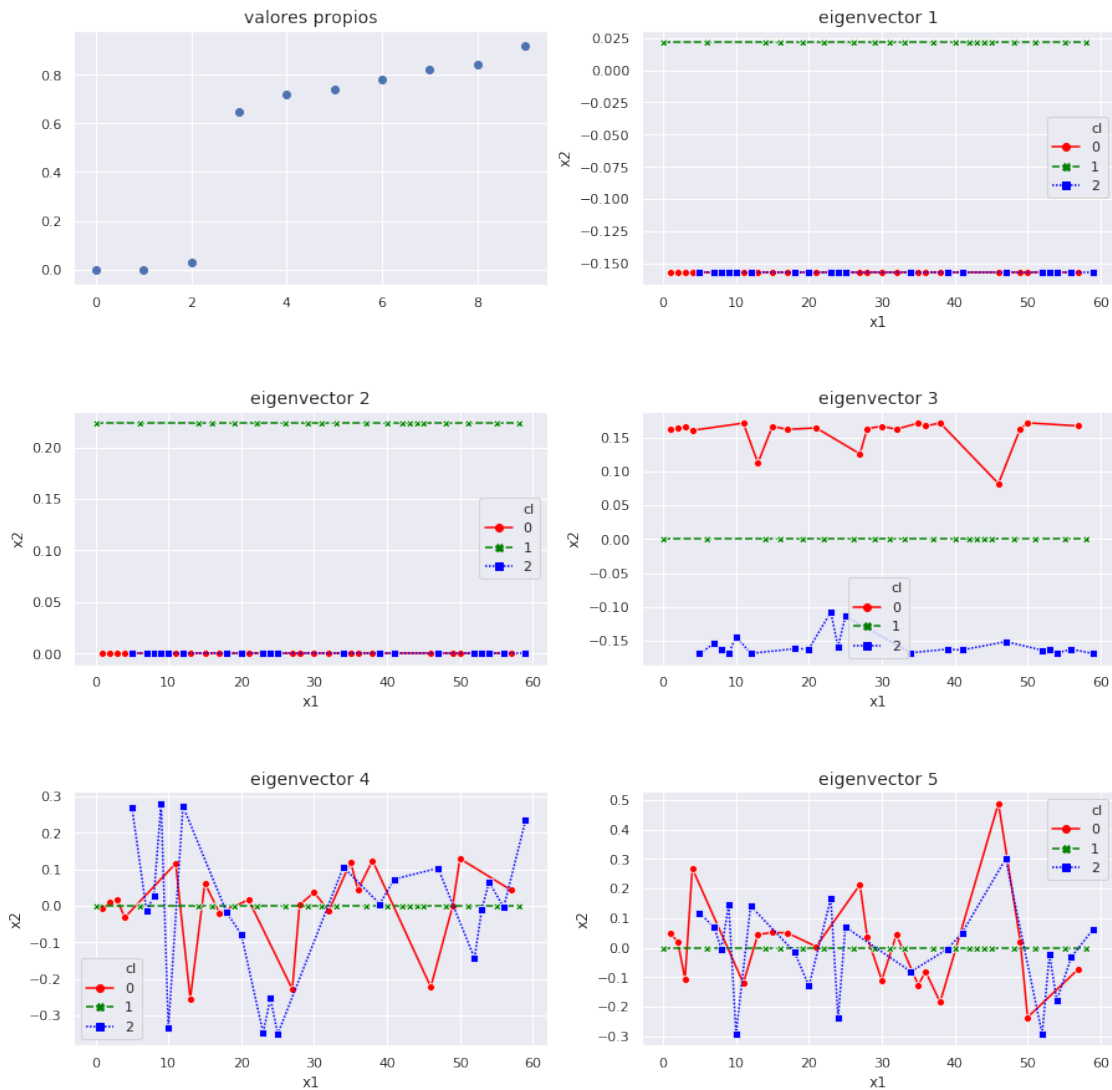 valores propios
0.8
0.6
0.4
0.2
0.0
0 2 4 6 8
eigenvector 1
0.025
0.000
−0.025
−0.050
−0.075
−0.100
−0.125
−0.150
x2
cl
0
1
2
0 10 20 30 40 50 60
x1
eigenvector 2
0.20
0.15
0.10
0.05
0.00
x2
cl
0
1
2
0 10 20 30 40 50 60
x1
eigenvector 3
0.15
0.10
0.05
0.00
−0.05
−0.10
−0.15
x2
cl
0
1
2
0 10 20 30 40 50 60
x1
eigenvector 4
0.3
0.2
0.1
0.0
−0.1
−0.2
−0.3
x2
cl
0
1
2
0 10 20 30 40 50 60
x1
eigenvector 5
0.5
0.4
0.3
0.2
0.1
0.0
−0.1
−0.2
−0.3
x2
cl
0
1
2
0 10 20 30 40 50 60
x1